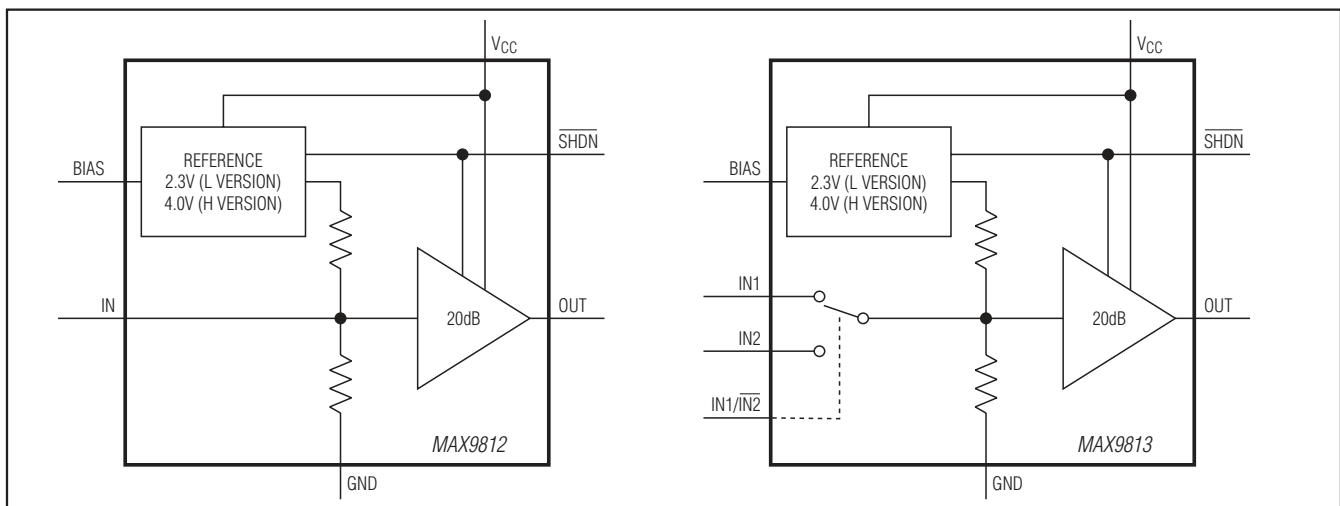 VCC
SHDN
REFERENCE
2.3V (L VERSION)
4.0V (H VERSION)
BIAS
IN
20dB
OUT
MAX9812
GND
VCC
SHDN
REFERENCE
2.3V (L VERSION)
4.0V (H VERSION)
BIAS
IN1
IN2
IN1/IN2
20dB
OUT
MAX9813
GND